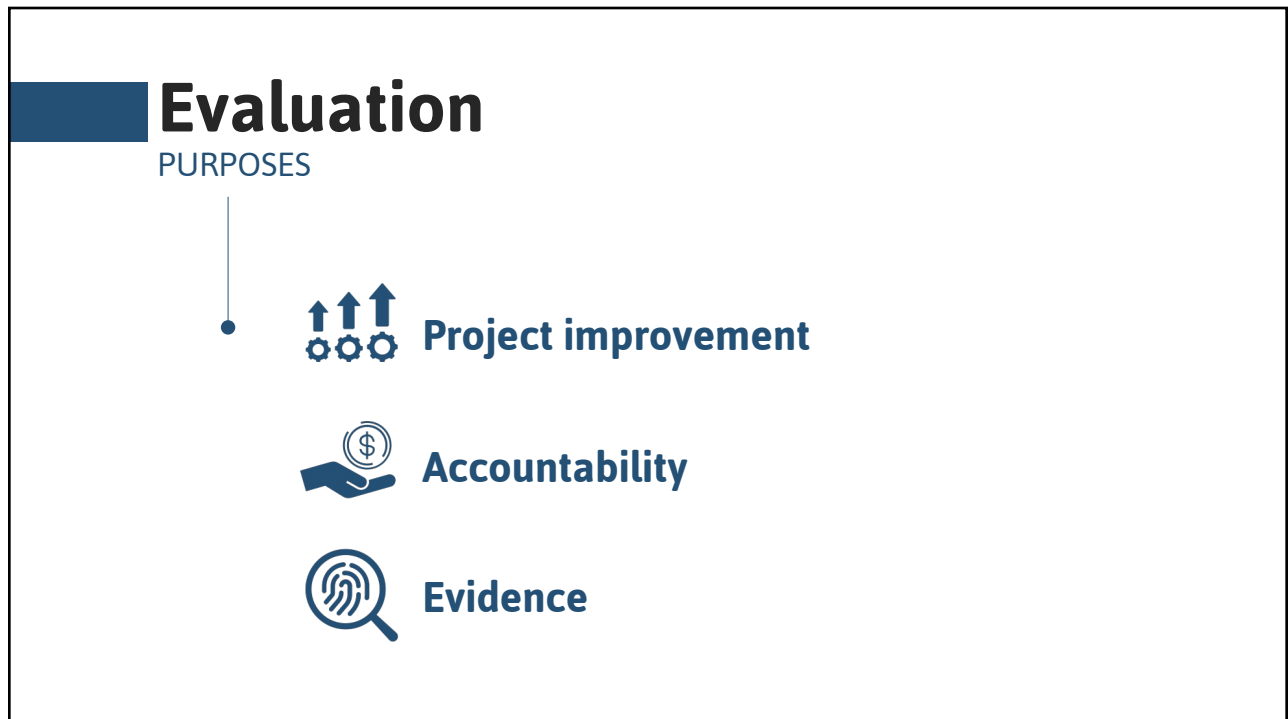 Evaluation
PURPOSES
Project improvement
$
Accountability
Evidence